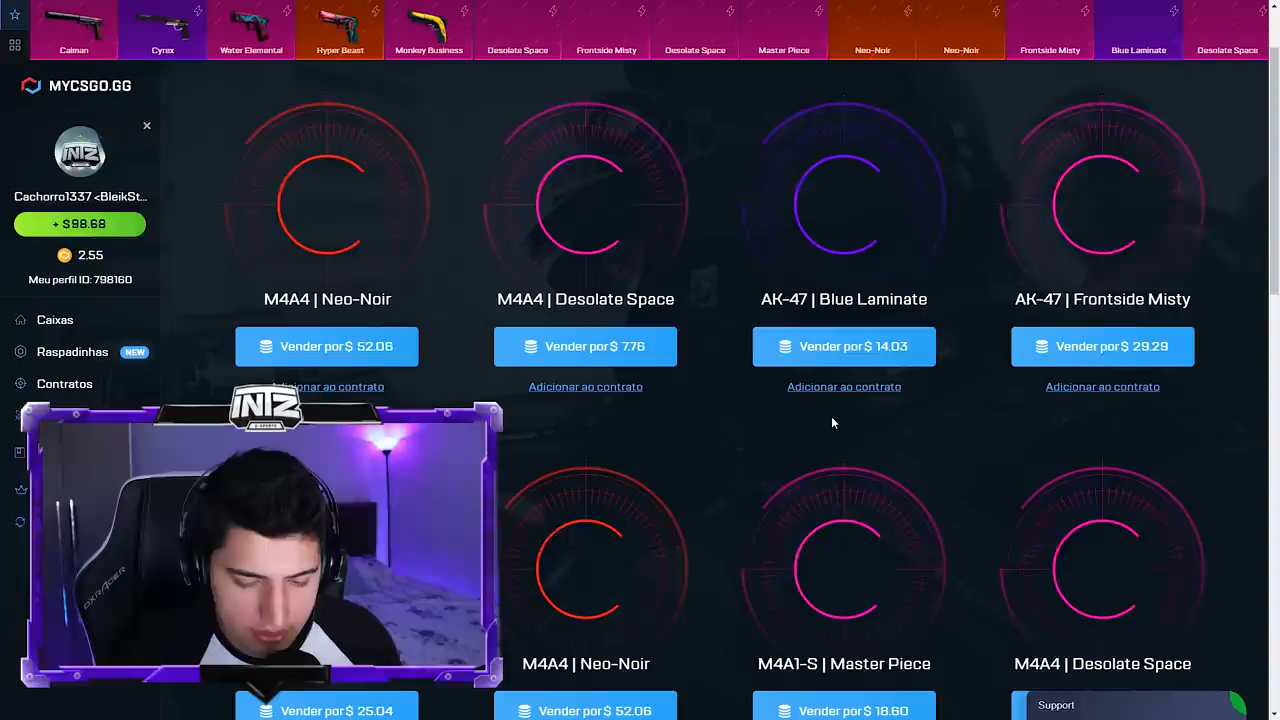 Caiman
Cyrex
Water Elemental
Hyper Beast
Monkey Business
Desolate Space
Frontside Misty
Desolate Space
Master Piece
Neo-Noir
Neo-Noir
Frontside Misty
Blue Laminate
Desolate Space
MYCSGO.GG
INTZ
Cachorro1337 <BleikSt...
+ $98.68
2.55
Meu perfil ID: 798160
Caixas
Raspadinhas NEW
Contratos
M4A4 | Neo-Noir
M4A4 | Desolate Space
AK-47 | Blue Laminate
AK-47 | Frontside Misty
Vender por $ 52.06
Vender por $ 7.76
Vender por $ 14.03
Vender por $ 29.29
Adicionar ao contrato
Adicionar ao contrato
Adicionar ao contrato
Adicionar ao contrato
INTZ
E-SPORTS
DXRACER
M4A4 | Neo-Noir
M4A1-S | Master Piece
M4A4 | Desolate Space
Vender por $ 25.04
Vender por $ 52.06
Vender por $ 18.60
Support